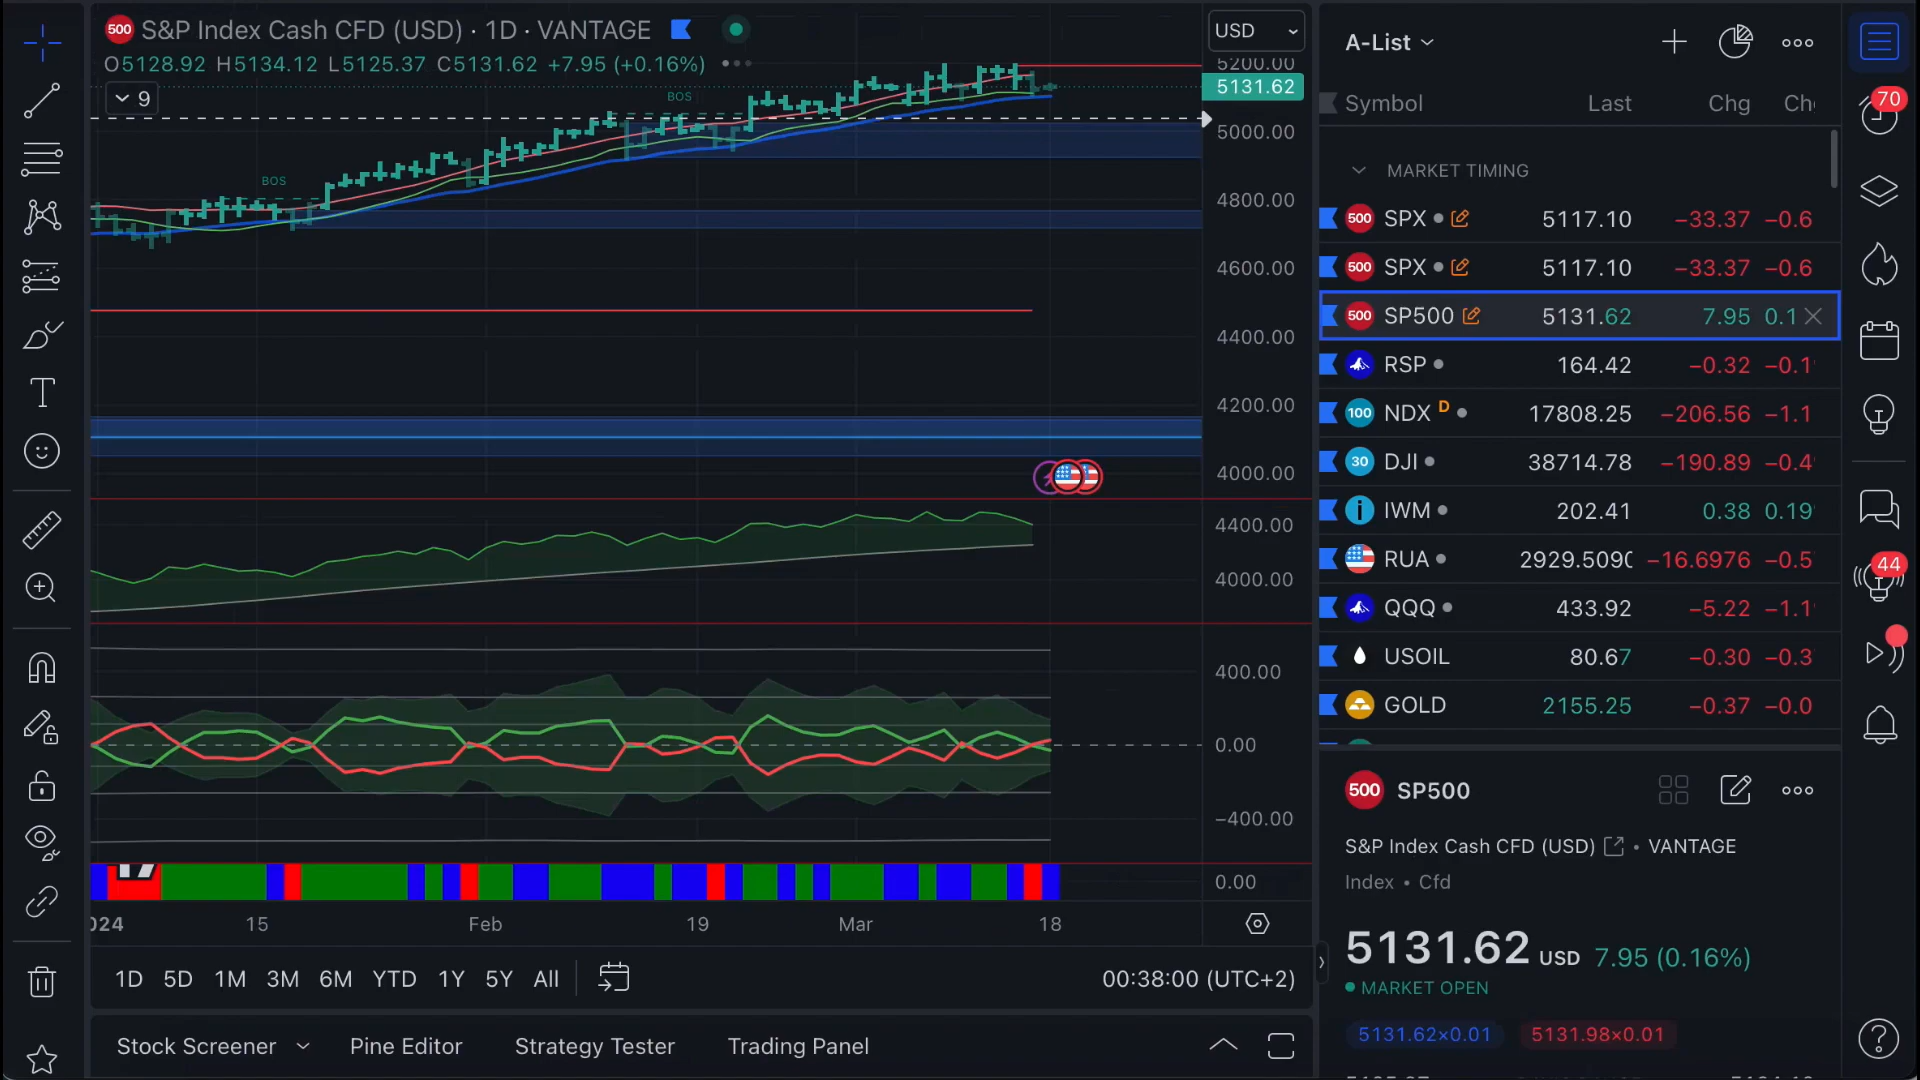 500 S&P Index Cash CFD (USD) · 1D · VANTAGE
O5128.92 H5134.12 L5125.37 C5131.62 +7.95 (+0.16%)
9
USD
5200.00
5131.62
5000.00
4800.00
4600.00
4400.00
4200.00
4000.00
BOS
BOS
4400.00
4000.00
400.00
0.00
−400.00
0.00
2024 15 Feb 19 Mar 18
1D 5D 1M 3M 6M YTD 1Y 5Y All
00:38:00 (UTC+2)
Stock Screener Pine Editor Strategy Tester Trading Panel
A-List
Symbol Last Chg
MARKET TIMING
500 SPX 5117.10 −33.37 −0.6
500 SPX 5117.10 −33.37 −0.6
500 SP500 5131.62 7.95 0.1
RSP 164.42 −0.32 −0.1
100 NDX D 17808.25 −206.56 −1.1
30 DJI 38714.78 −190.89 −0.4
i IWM 202.41 0.38 0.19
RUA 2929.5090 −16.6976 −0.5
QQQ 433.92 −5.22 −1.1
USOIL 80.67 −0.30 −0.3
GOLD 2155.25 −0.37 −0.0
500 SP500
S&P Index Cash CFD (USD) • VANTAGE
Index • Cfd
5131.62 USD 7.95 (0.16%)
MARKET OPEN
5131.62×0.01 5131.98×0.01
70
44